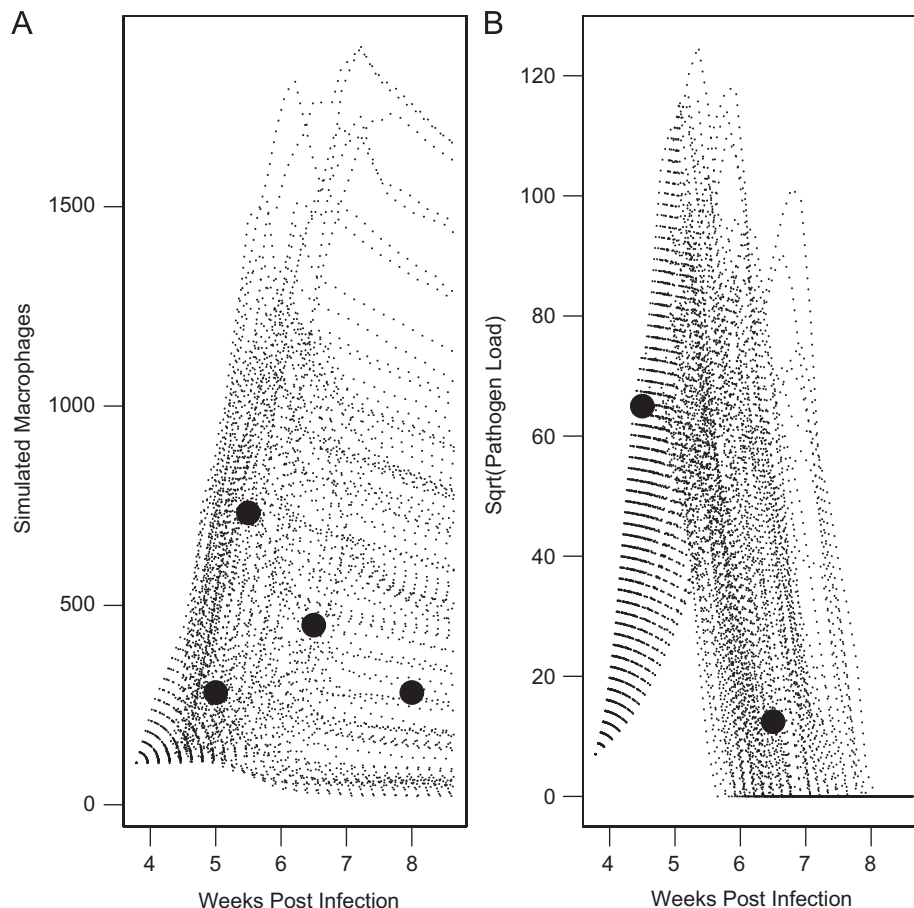 A
B
Simulated Macrophages
1500
1000
500
0
4 5 6 7 8
Weeks Post Infection
Sqrt(Pathogen Load)
120
100
80
60
40
20
0
4 5 6 7 8
Weeks Post Infection